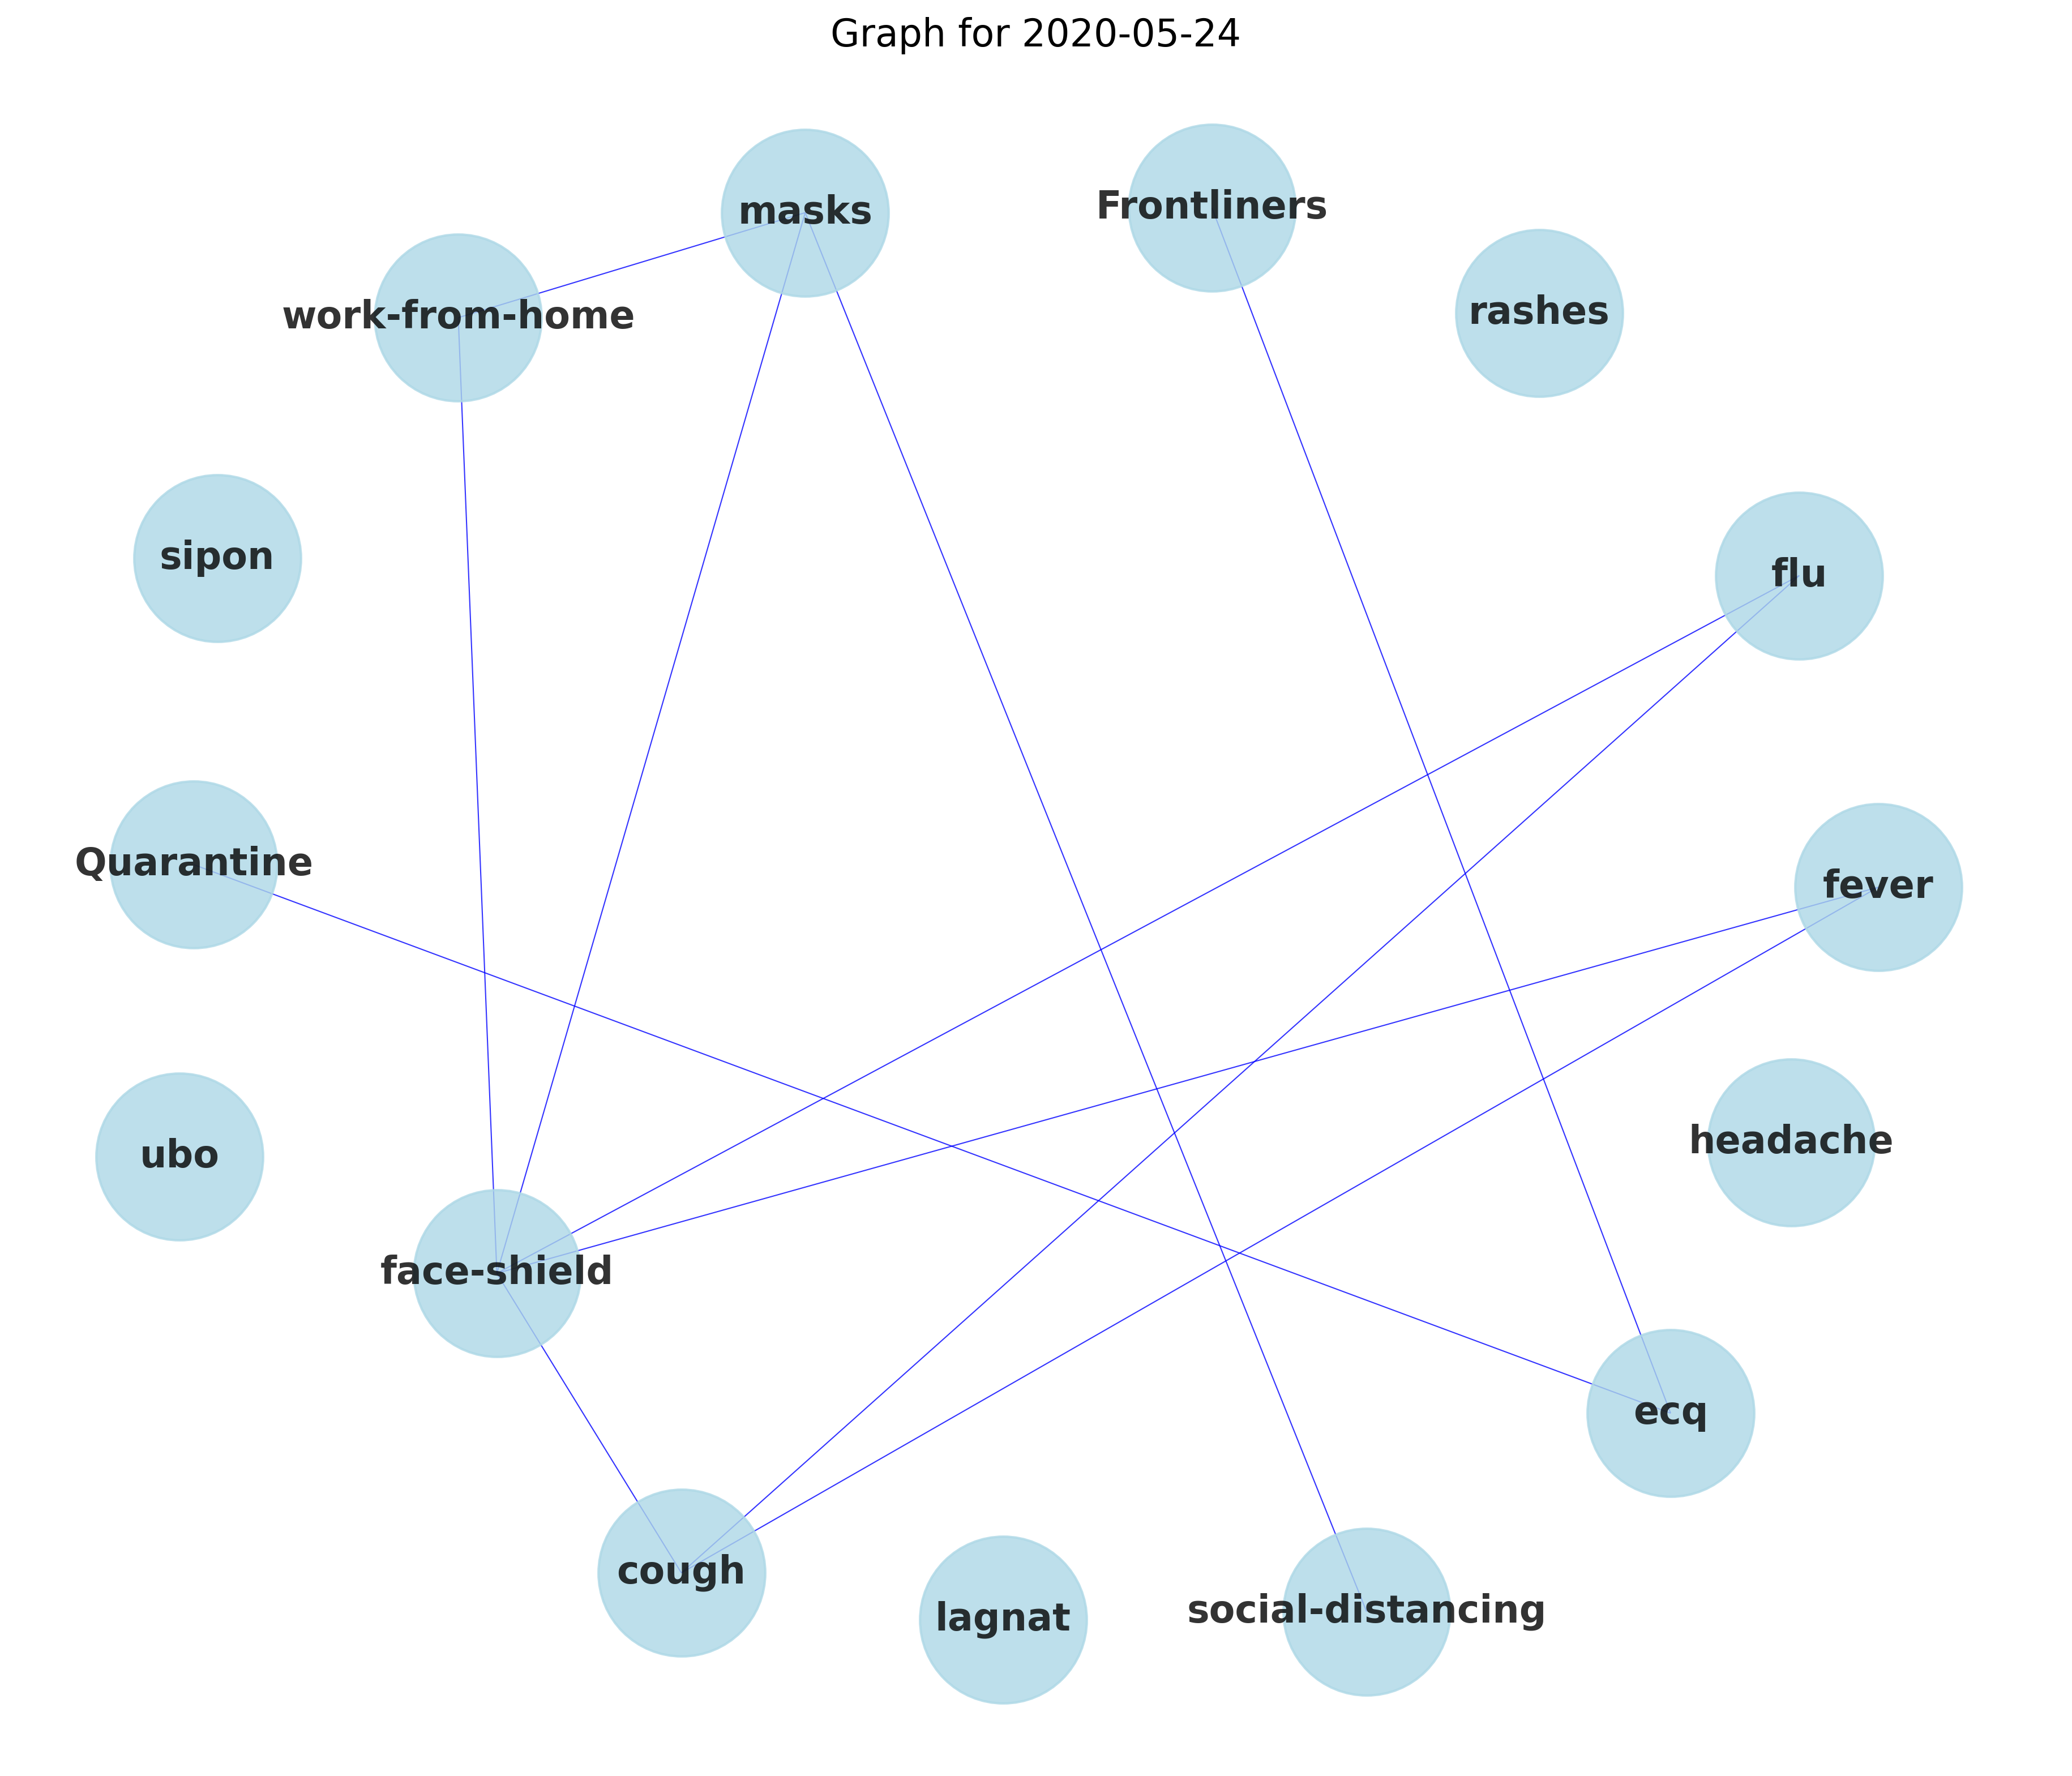 Graph for 2020-05-24
masks
Frontliners
work-from-home
rashes
sipon
flu
Quarantine
fever
ubo
headache
face-shield
ecq
cough
lagnat
social-distancing